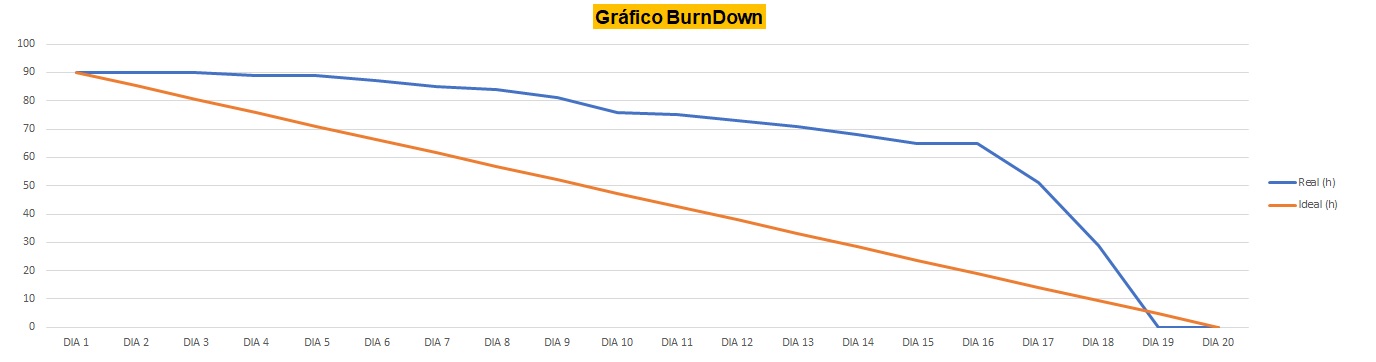 Gráfico BurnDown
100
90
80
70
60
50
40
30
20
10
0
DIA 1 DIA 2 DIA 3 DIA 4 DIA 5 DIA 6 DIA 7 DIA 8 DIA 9 DIA 10 DIA 11 DIA 12 DIA 13 DIA 14 DIA 15 DIA 16 DIA 17 DIA 18 DIA 19 DIA 20
Real (h)
Ideal (h)